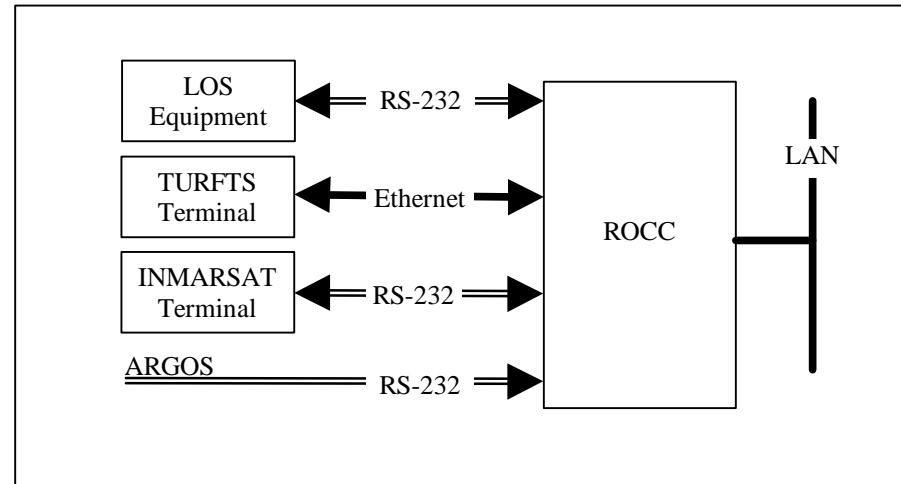 LOS
Equipment
RS-232
TURFTS
Terminal
Ethernet
INMARSAT
Terminal
RS-232
ARGOS
RS-232
ROCC
LAN